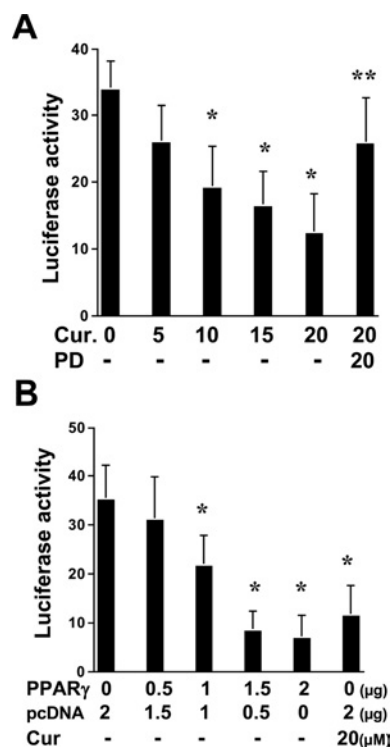 A
Luciferase activity
40
30
20
10
0
* * * **
Cur. 0 5 10 15 20 20
PD - - - - - 20
B
Luciferase activity
50
40
30
20
10
0
* * * *
PPARγ 0 0.5 1 1.5 2 0 (μg)
pcDNA 2 1.5 1 0.5 0 2 (μg)
Cur - - - - - 20(μM)